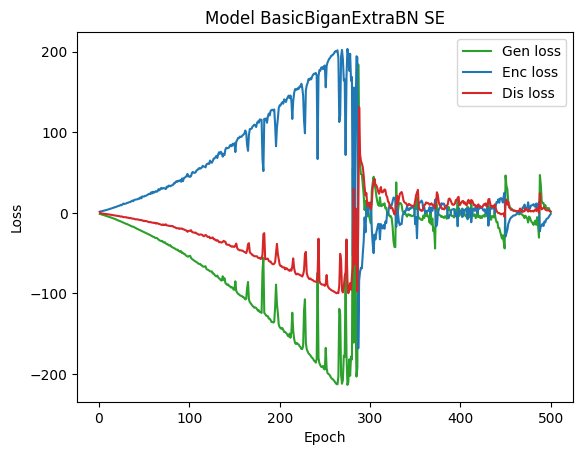 Model BasicBiganExtraBN SE
Gen loss
Enc loss
Dis loss
200
100
0
−100
−200
Loss
0
100
200
300
400
500
Epoch